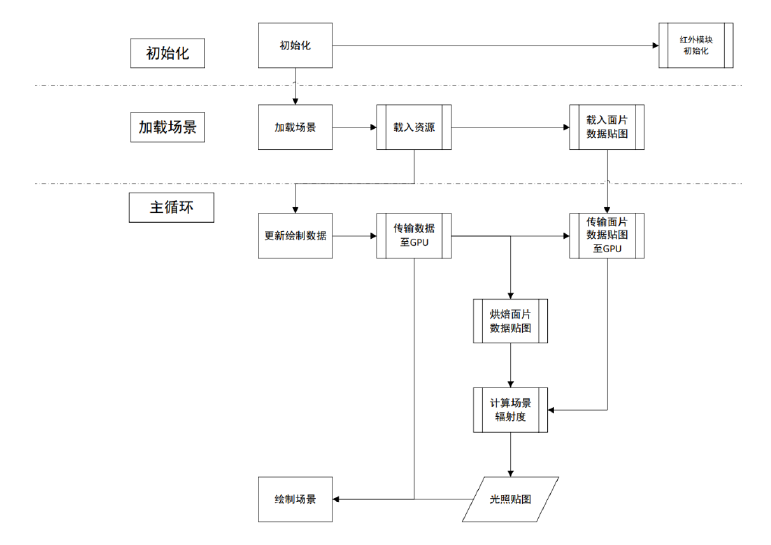 初始化
初始化
红外模块
初始化
加载场景
加载场景
载入资源
载入面片
数据贴图
主循环
更新绘制数据
传输数据
至GPU
传输面片
数据贴图
至GPU
烘焙面片
数据贴图
计算场景
辐射度
绘制场景
光照贴图